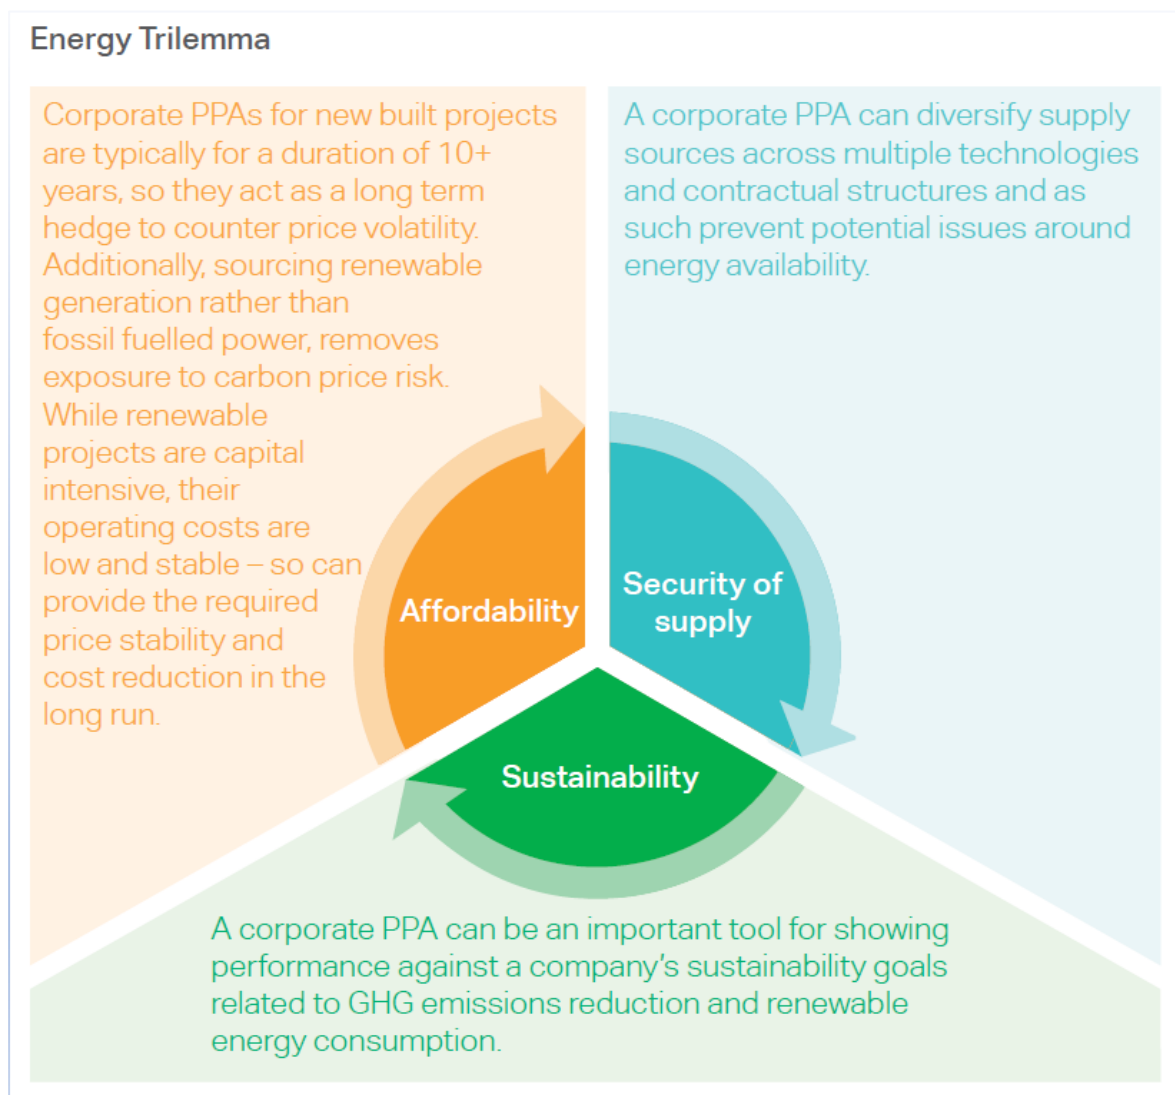 Energy Trilemma
Corporate PPAs for new built projects
are typically for a duration of 10+
years, so they act as a long term
hedge to counter price volatility.
Additionally, sourcing renewable
generation rather than
fossil fuelled power, removes
exposure to carbon price risk.
While renewable
projects are capital
intensive, their
operating costs are
low and stable – so can
provide the required
price stability and
cost reduction in the
long run.
A corporate PPA can diversify supply
sources across multiple technologies
and contractual structures and as
such prevent potential issues around
energy availability.
Affordability
Security of
supply
Sustainability
A corporate PPA can be an important tool for showing
performance against a company’s sustainability goals
related to GHG emissions reduction and renewable
energy consumption.